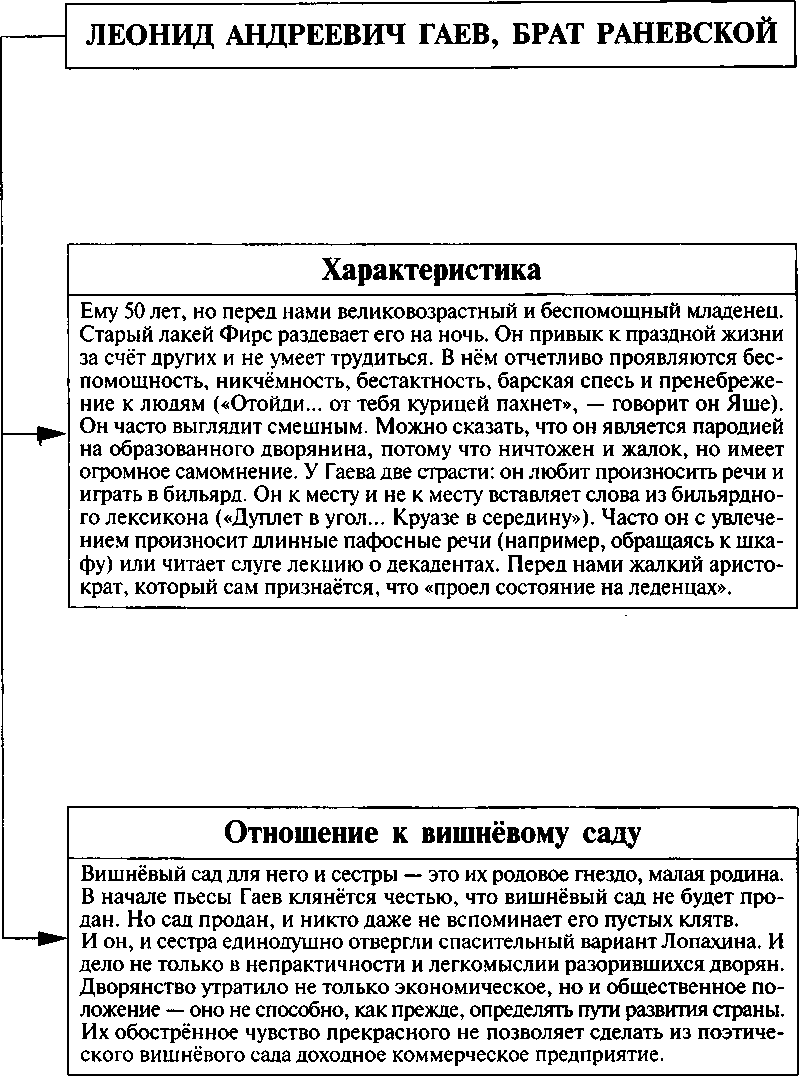 ЛЕОНИД АНДРЕЕВИЧ ГАЕВ, БРАТ РАНЕВСКОЙ
Характеристика
Ему 50 лет, но перед нами великовозрастный и беспомощный младенец.
Старый лакей Фирс раздевает его на ночь. Он привык к праздной жизни
за счёт других и не умеет трудиться. В нём отчетливо проявляются бес-
помощность, никчёмность, бестактность, барская спесь и пренебреже-
ние к людям («Отойди... от тебя курицей пахнет», — говорит он Яше).
Он часто выглядит смешным. Можно сказать, что он является пародией
на образованного дворянина, потому что ничтожен и жалок, но имеет
огромное самомнение. У Гаева две страсти: он любит произносить речи и
играть в бильярд. Он к месту и не к месту вставляет слова из бильярдно-
го лексикона («Дуплет в угол... Круазе в середину»). Часто он с увлече-
нием произносит длинные пафосные речи (например, обращаясь к шка-
фу) или читает слуге лекцию о декадентах. Перед нами жалкий аристо-
крат, который сам признаётся, что «проел состояние на леденцах».
Отношение к вишнёвому саду
Вишнёвый сад для него и сестры — это их родовое гнездо, малая родина.
В начале пьесы Гаев клянётся честью, что вишнёвый сад не будет про-
дан. Но сад продан, и никто даже не вспоминает его пустых клятв.
И он, и сестра единодушно отвергли спасительный вариант Лопахина. И
дело не только в непрактичности и легкомыслии разорившихся дворян.
Дворянство утратило не только экономическое, но и общественное по-
ложение — оно не способно, как прежде, определять пути развития страны.
Их обострённое чувство прекрасного не позволяет сделать из поэтиче-
ского вишнёвого сада доходное коммерческое предприятие.